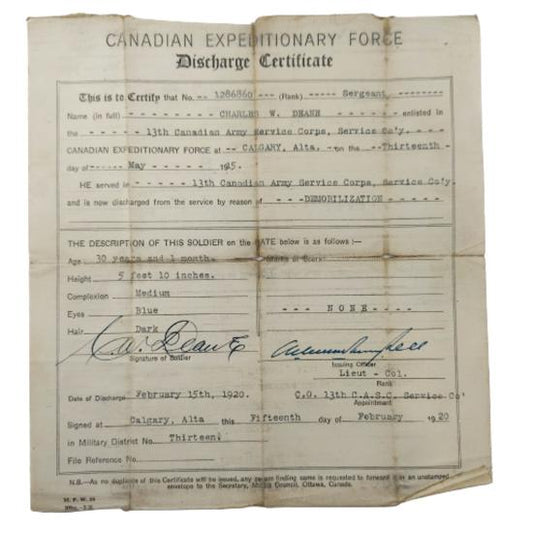 CANADIAN EXPEDITIONARY FORCE
Discharge Certificate
This is to Certify that No. -- 1286860 --- (Rank) ----- Sergeant --------
Name (in full) - - - - - - - - CHARLES W. DEANE - - - - - - enlisted in
the - - - - - 13th Canadian Army Service Corps, Service Co'y. - - -
CANADIAN EXPEDITIONARY FORCE at -- CALGARY, Alta. - on the --Thirteenth -
day of ------ May - - - - - 1915.
HE served in - - - - - 13th Canadian Army Service Corps, Service Co'y.
and is now discharged from the service by reason of - - -DEMOBILIZATION - - - - -
THE DESCRIPTION OF THIS SOLDIER on the DATE below is as follows :—
Age 30 years and 1 month. Marks or Scars
Height 5 feet 10 inches.
Complexion Medium
Eyes Blue --- NONE----
Hair Dark
Signature of Soldier Issuing Officer
Lieut - Col.
Rank
Date of Discharge February 15th, 1920. C.O. 13th C.A.S.C. Service Co'
Appointment
Signed at Calgary, Alta this Fifteenth day of February 1920
in Military District No. Thirteen.
File Reference No.
N.B.—As no duplicate of this Certificate will be issued, any person finding same is requested to forward it in an unstamped
envelope to the Secretary, Militia Council, Ottawa, Canada.
M. F. W. 39